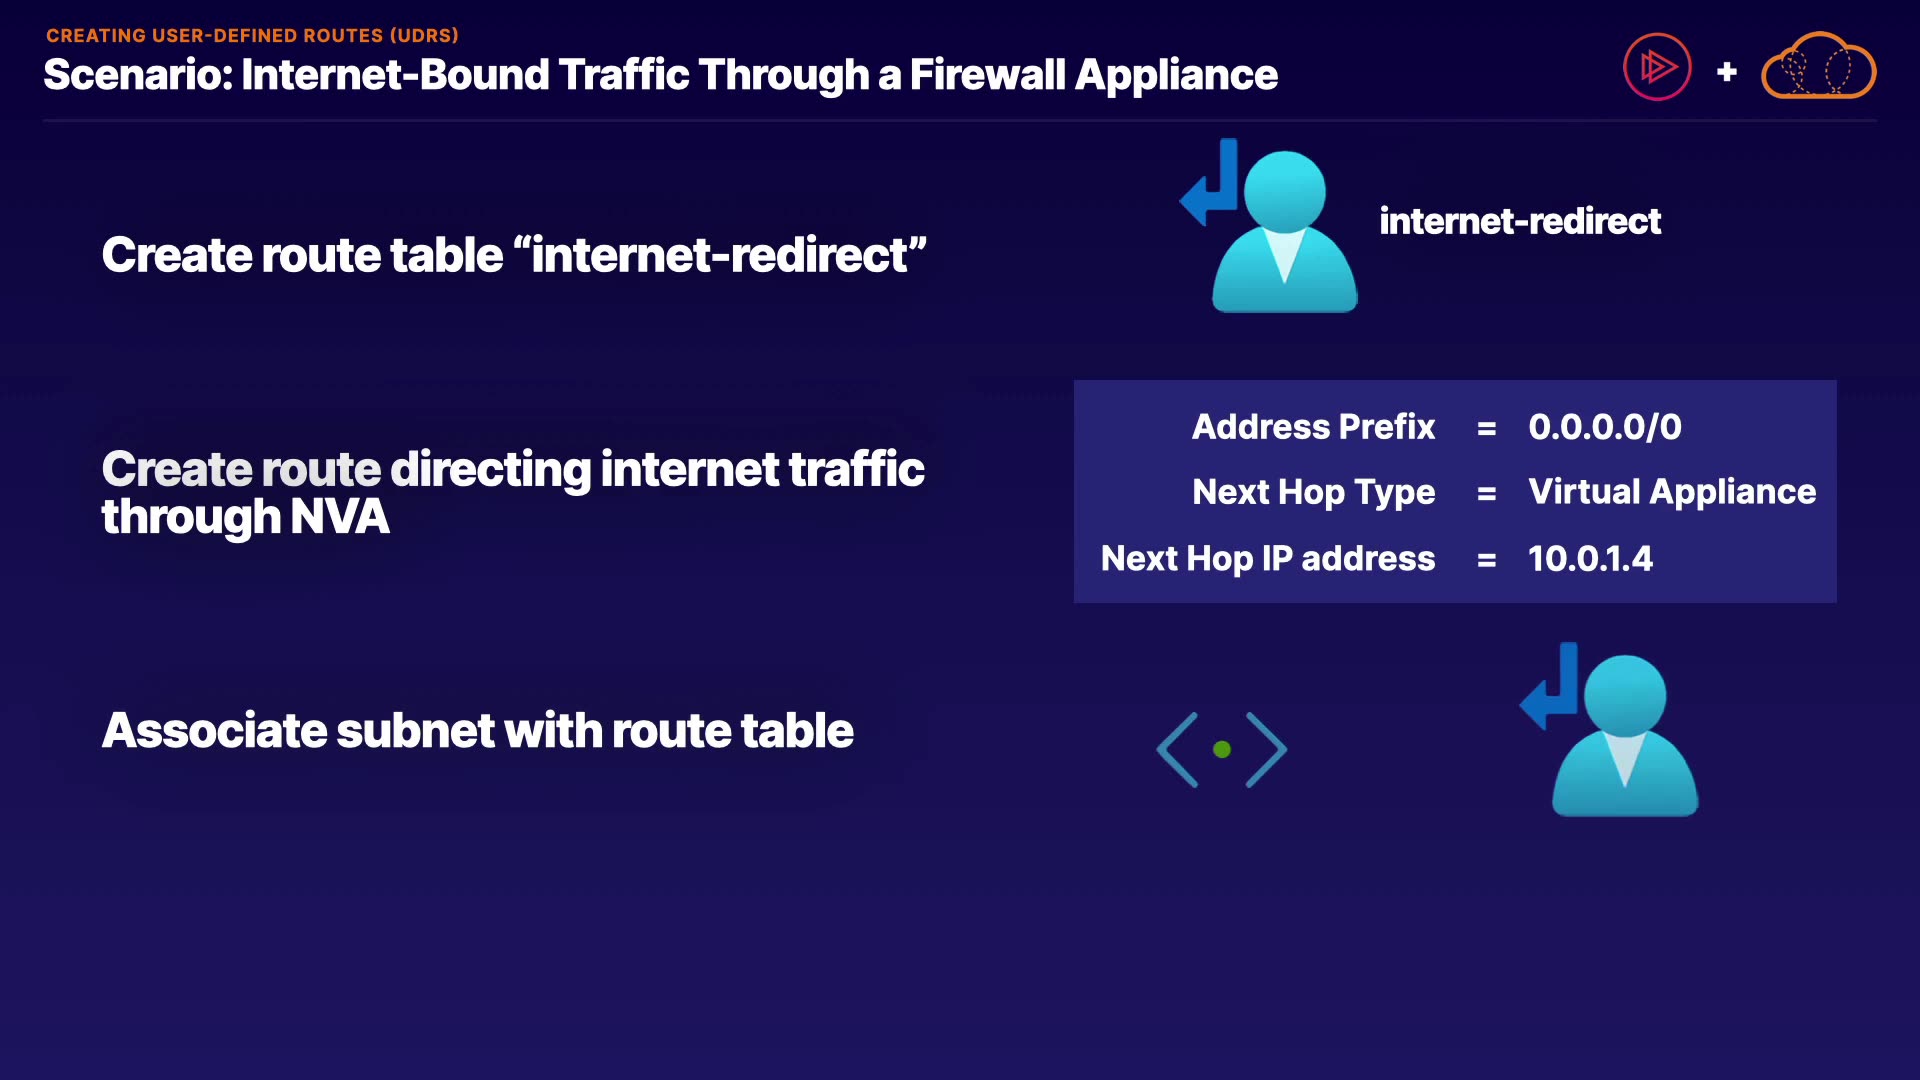 CREATING USER-DEFINED ROUTES (UDRS)
Scenario: Internet-Bound Traffic Through a Firewall Appliance
+
Create route table “internet-redirect”
internet-redirect
Create route directing internet traffic
through NVA
Address Prefix = 0.0.0.0/0
Next Hop Type = Virtual Appliance
Next Hop IP address = 10.0.1.4
Associate subnet with route table